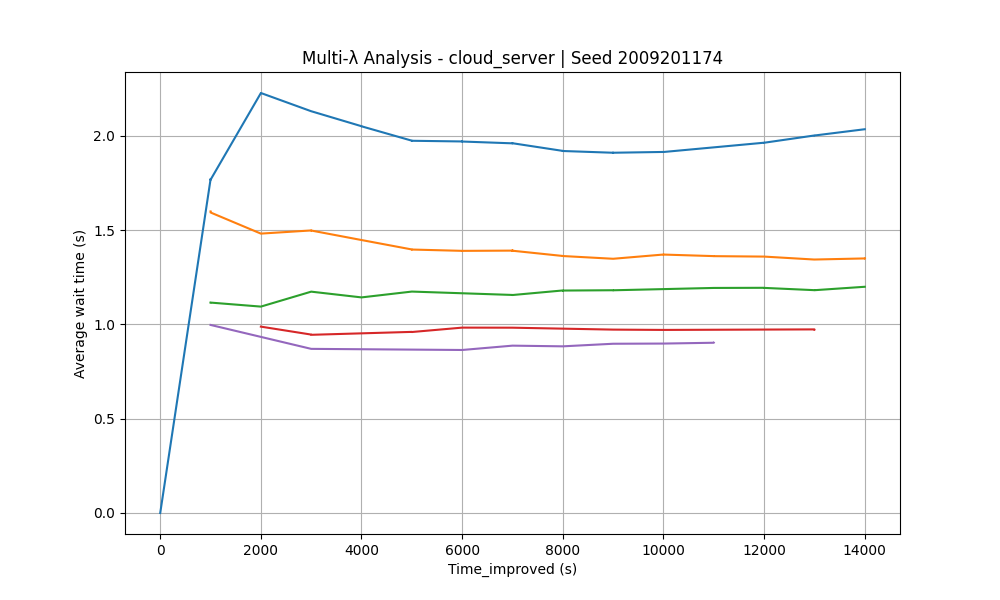 Multi-λ Analysis - cloud_server | Seed 2009201174
Average wait time (s)
2.0
1.5
1.0
0.5
0.0
0 2000 4000 6000 8000 10000 12000 14000
Time_improved (s)